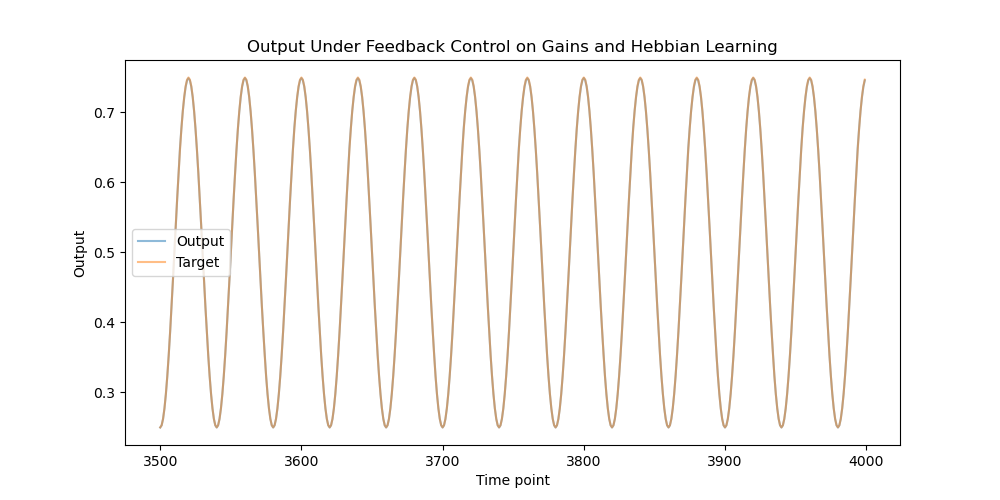 Output Under Feedback Control on Gains and Hebbian Learning
0.7
0.6
0.5
0.4
0.3
Output
Output
Target
3500
3600
3700
3800
3900
4000
Time point